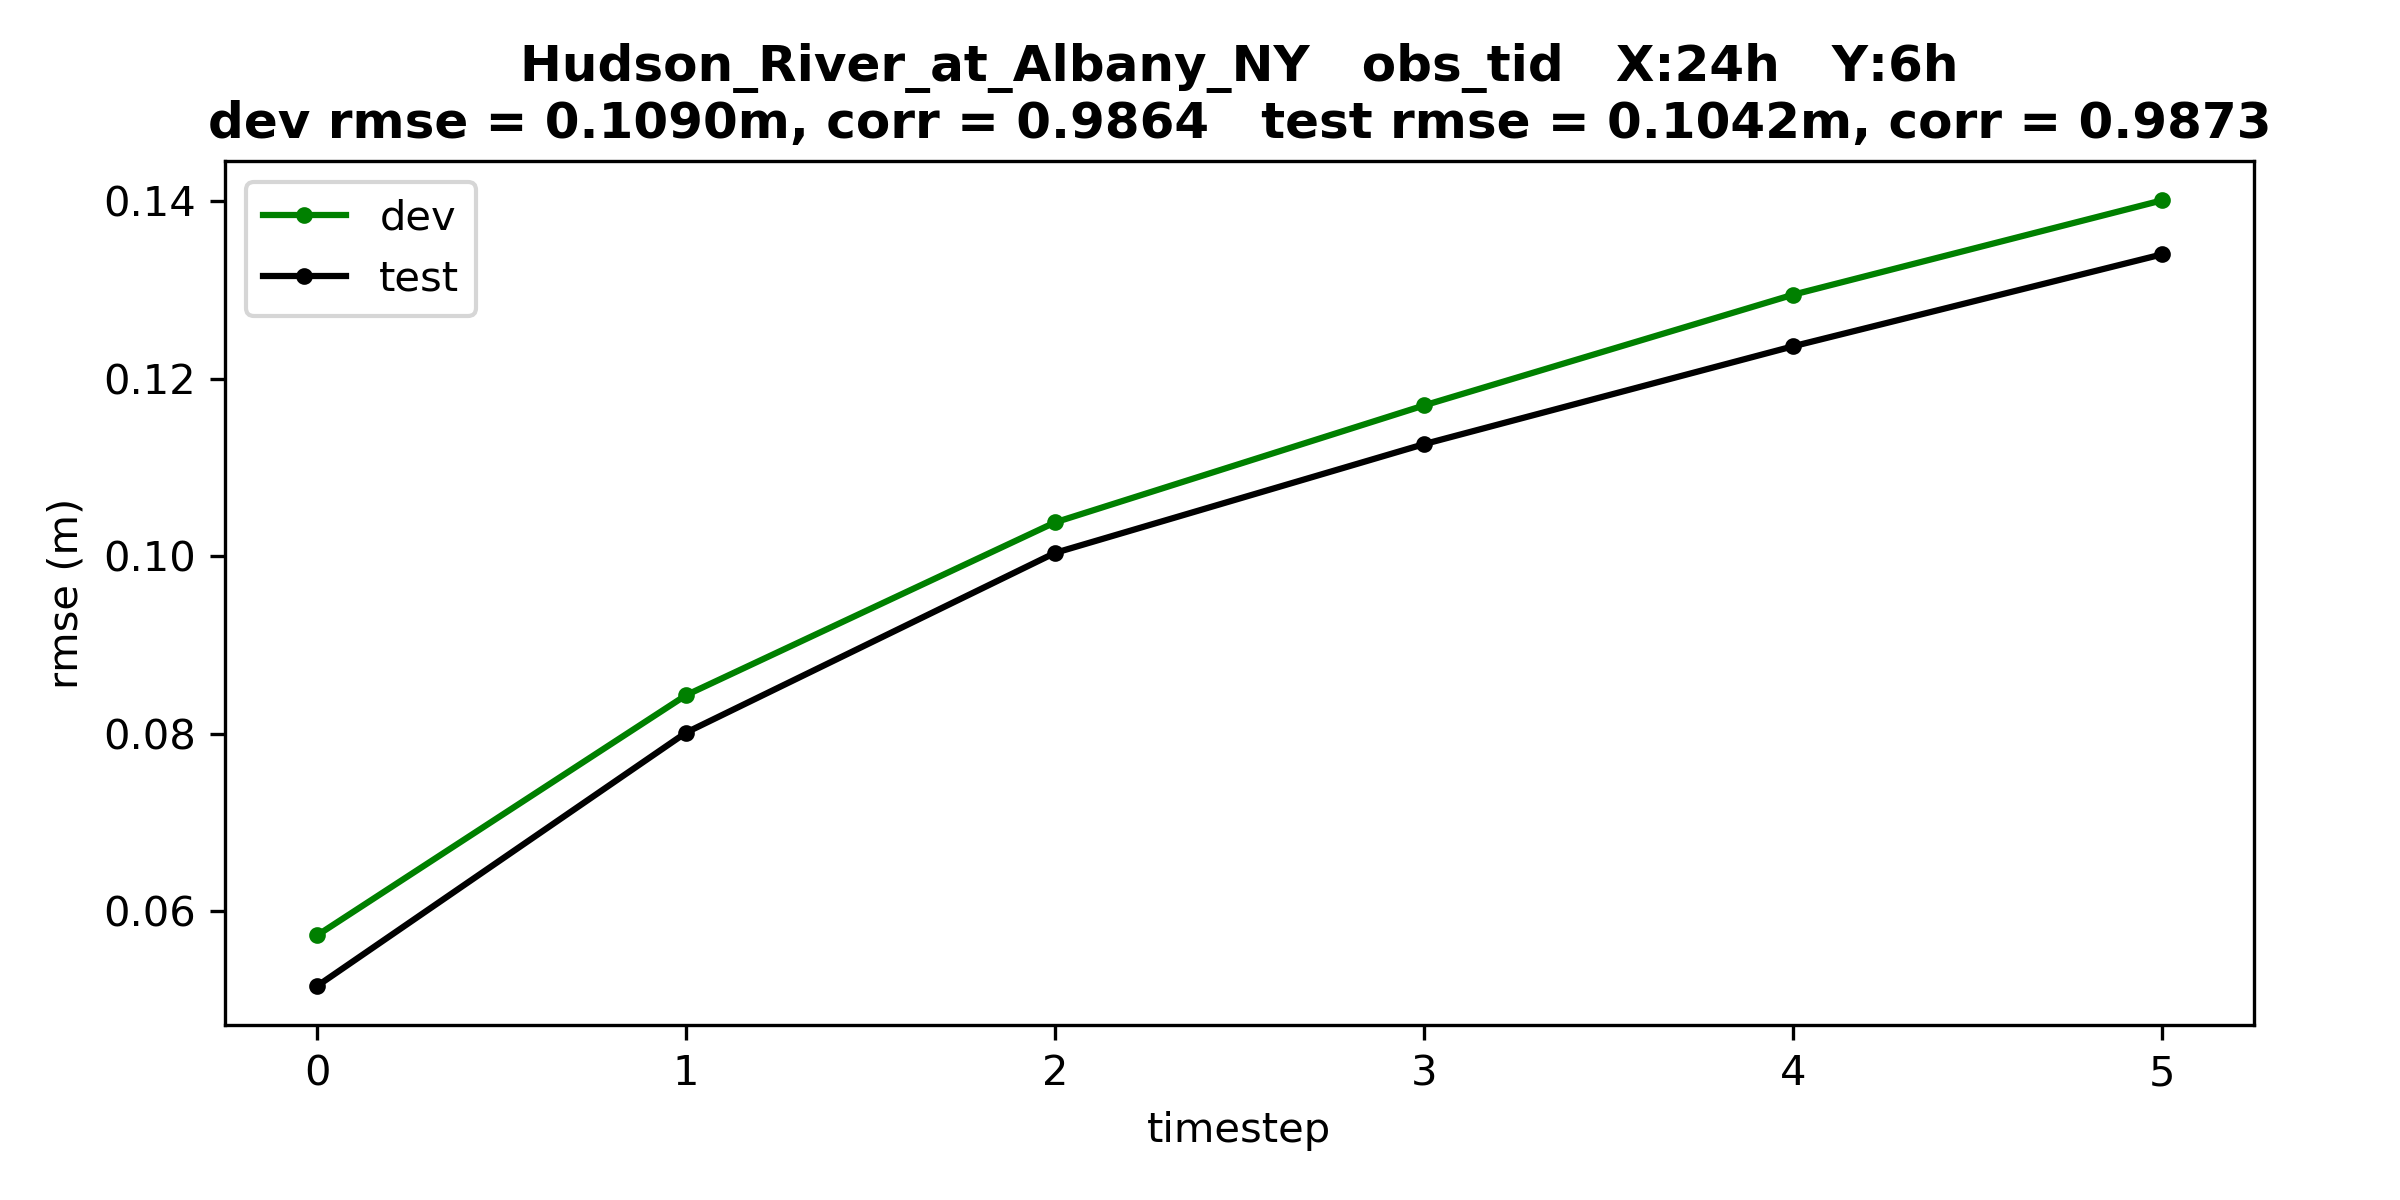 Hudson_River_at_Albany_NY   obs_tid   X:24h   Y:6h
dev rmse = 0.1090m, corr = 0.9864   test rmse = 0.1042m, corr = 0.9873
dev
test
0.14
0.12
0.10
0.08
0.06
rmse (m)
0 1 2 3 4 5
timestep